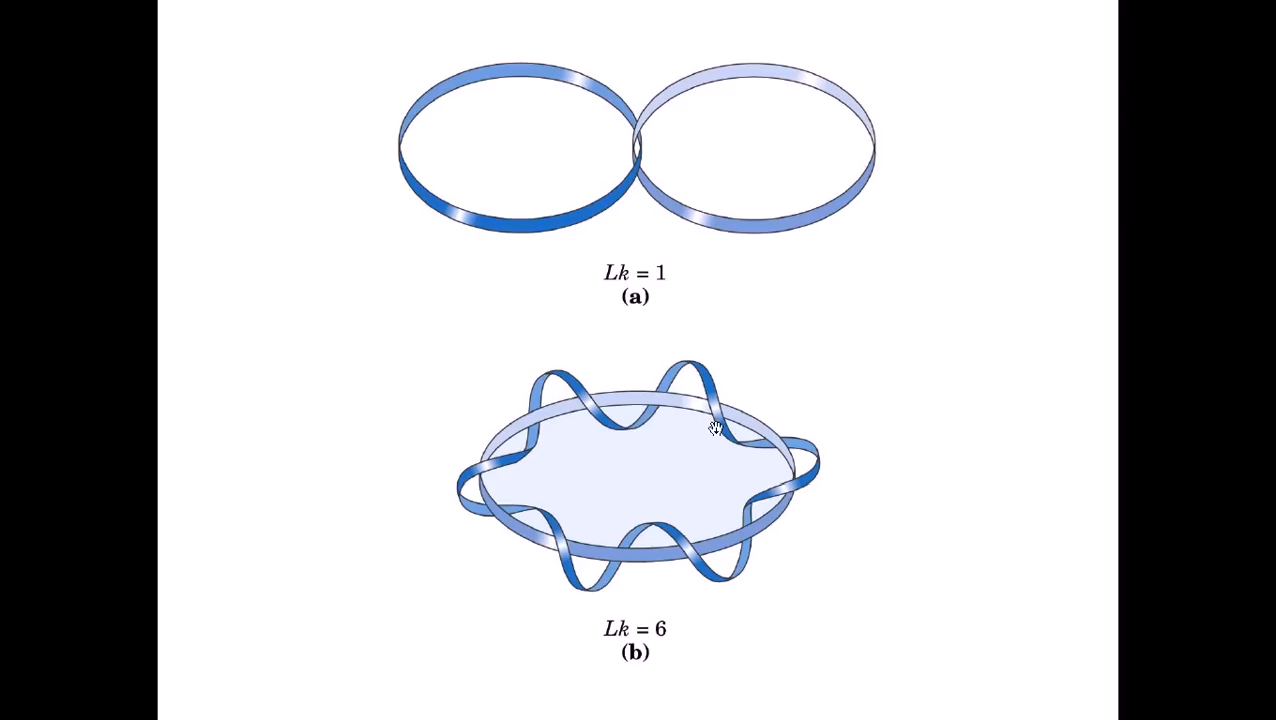 Lk = 1
(a)
Lk = 6
(b)